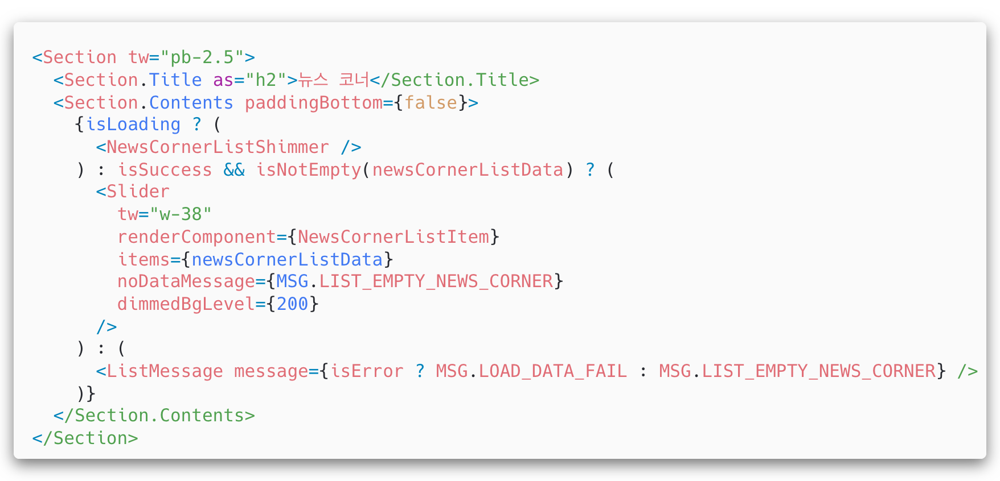 <Section tw="pb-2.5">
  <Section.Title as="h2">뉴스 코너</Section.Title>
  <Section.Contents paddingBottom={false}>
    {isLoading ? (
      <NewsCornerListShimmer />
    ) : isSuccess && isNotEmpty(newsCornerListData) ? (
      <Slider
        tw="w-38"
        renderComponent={NewsCornerListItem}
        items={newsCornerListData}
        noDataMessage={MSG.LIST_EMPTY_NEWS_CORNER}
        dimmedBgLevel={200}
      />
    ) : (
      <ListMessage message={isError ? MSG.LOAD_DATA_FAIL : MSG.LIST_EMPTY_NEWS_CORNER} />
    )}
  </Section.Contents>
</Section>